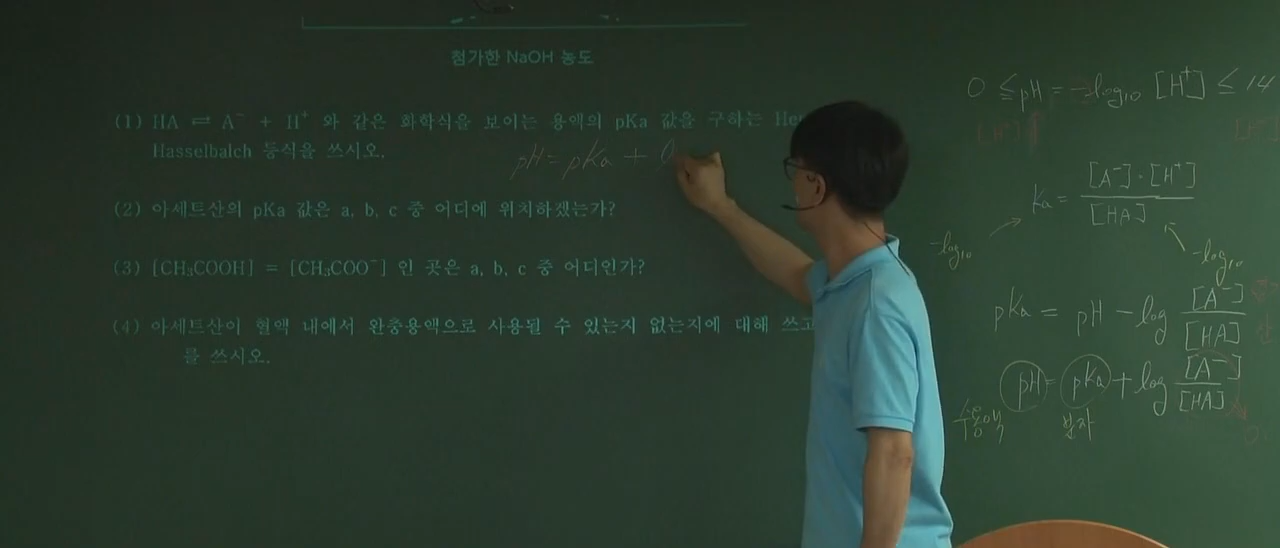 첨가한 NaOH 농도
(1) HA ⇌ A⁻ + H⁺ 와 같은 화학식을 보이는 용액의 pKa 값을 구하는
Hasselbalch 등식을 쓰시오.
pH = pKa +
(2) 아세트산의 pKa 값은 a, b, c 중 어디에 위치하겠는가?
(3) [CH₃COOH] = [CH₃COO⁻] 인 곳은 a, b, c 중 어디인가?
(4) 아세트산이 혈액 내에서 완충용액으로 사용될 수 있는지 없는지에 대해 쓰고
를 쓰시오.
0 ≤ pH = -log₁₀ [H⁺] ≤ 14
Ka = [A⁻]·[H⁺] / [HA]
-log₁₀ -log₁₀
pKa = pH - log [A⁻] / [HA]
pH = pKa + log [A⁻] / [HA]
수용액